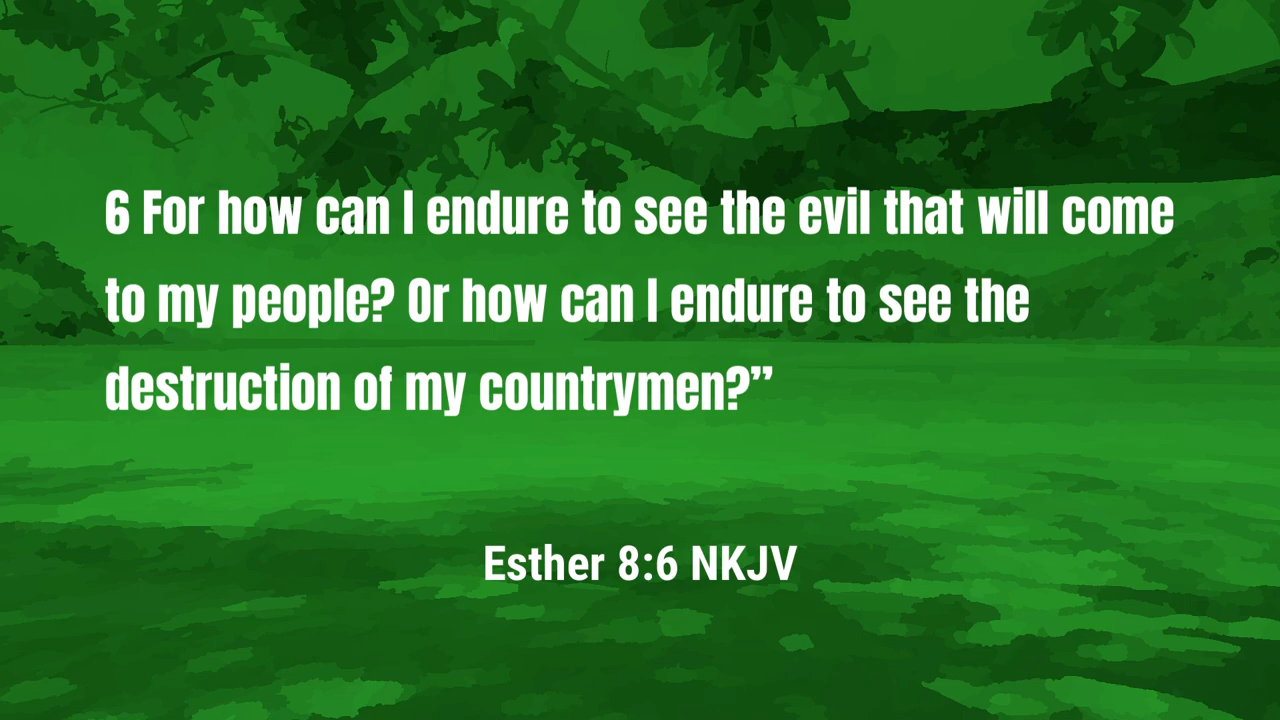 6 For how can I endure to see the evil that will come
to my people? Or how can I endure to see the
destruction of my countrymen?”
Esther 8:6 NKJV